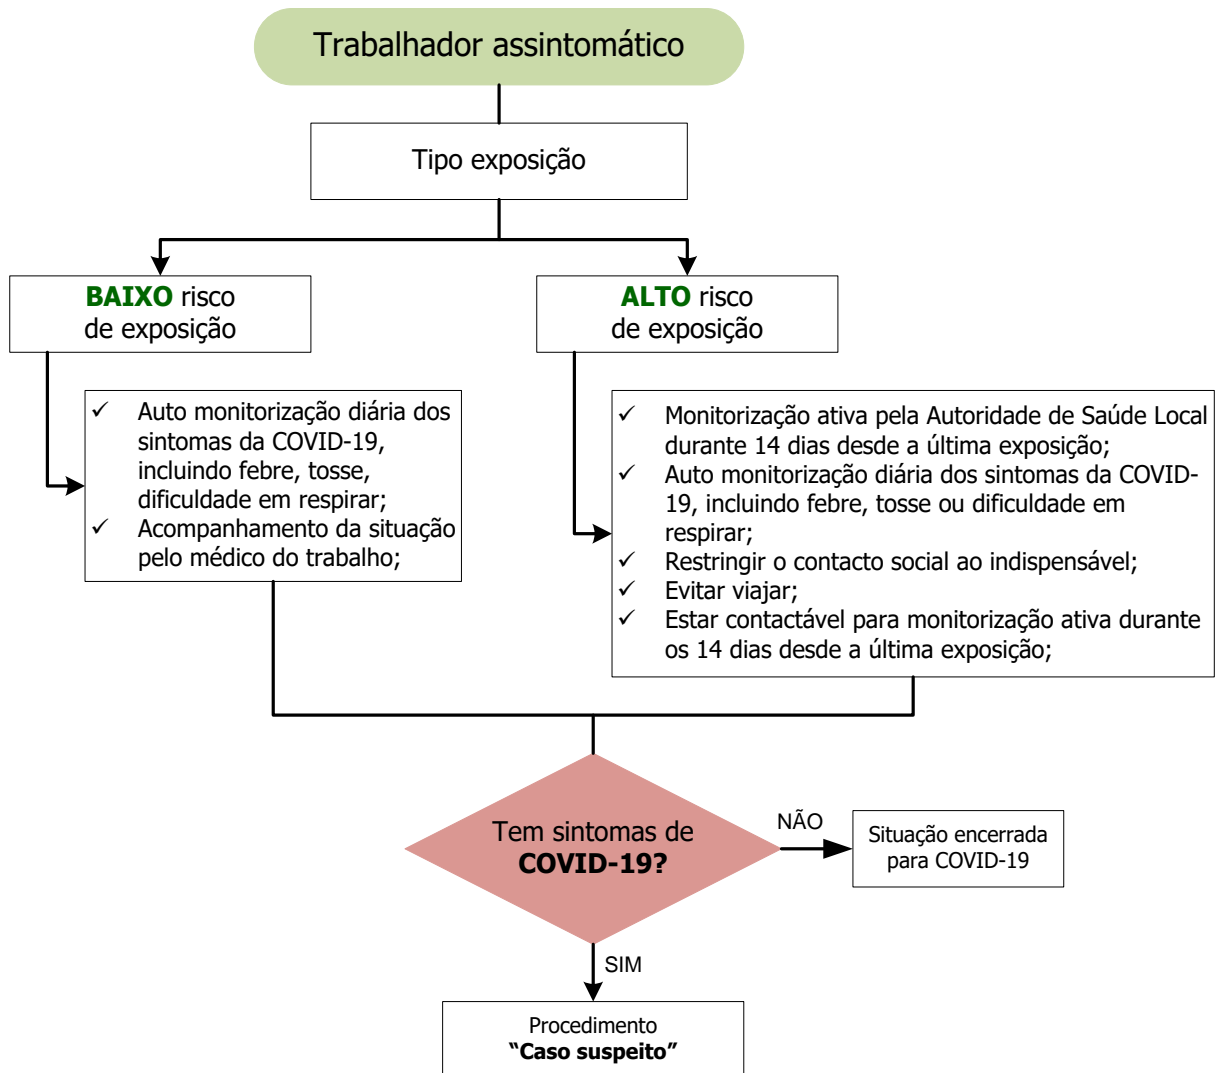 Trabalhador assintomático
Tipo exposição
BAIXO risco
de exposição
ALTO risco
de exposição
✓ Auto monitorização diária dos
sintomas da COVID-19,
incluindo febre, tosse,
dificuldade em respirar;
✓ Acompanhamento da situação
pelo médico do trabalho;
✓ Monitorização ativa pela Autoridade de Saúde Local
durante 14 dias desde a última exposição;
✓ Auto monitorização diária dos sintomas da COVID-
19, incluindo febre, tosse ou dificuldade em
respirar;
✓ Restringir o contacto social ao indispensável;
✓ Evitar viajar;
✓ Estar contactável para monitorização ativa durante
os 14 dias desde a última exposição;
Tem sintomas de
COVID-19?
NÃO
Situação encerrada
para COVID-19
SIM
Procedimento
“Caso suspeito”